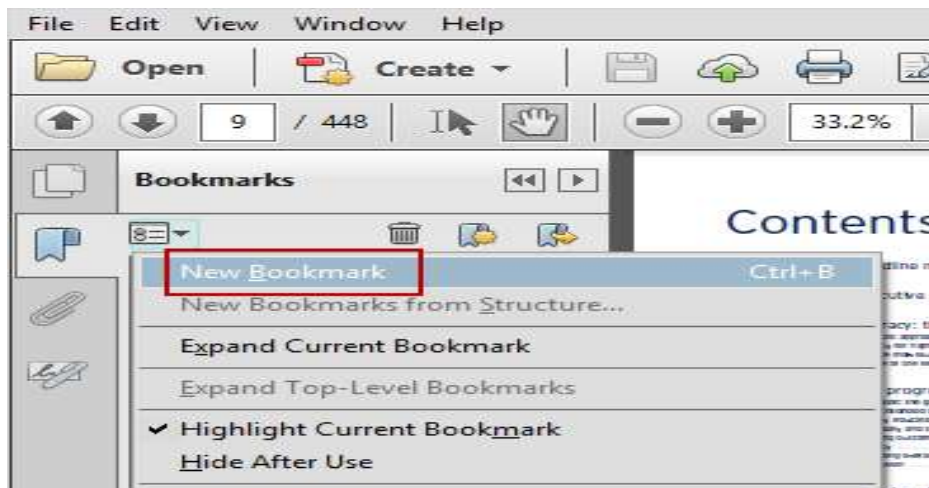 File Edit View Window Help
Open Create
9 / 448 33.2%
Bookmarks
Contents
New Bookmark Ctrl+B
New Bookmarks from Structure...
Expand Current Bookmark
Expand Top-Level Bookmarks
✔ Highlight Current Bookmark
Hide After Use